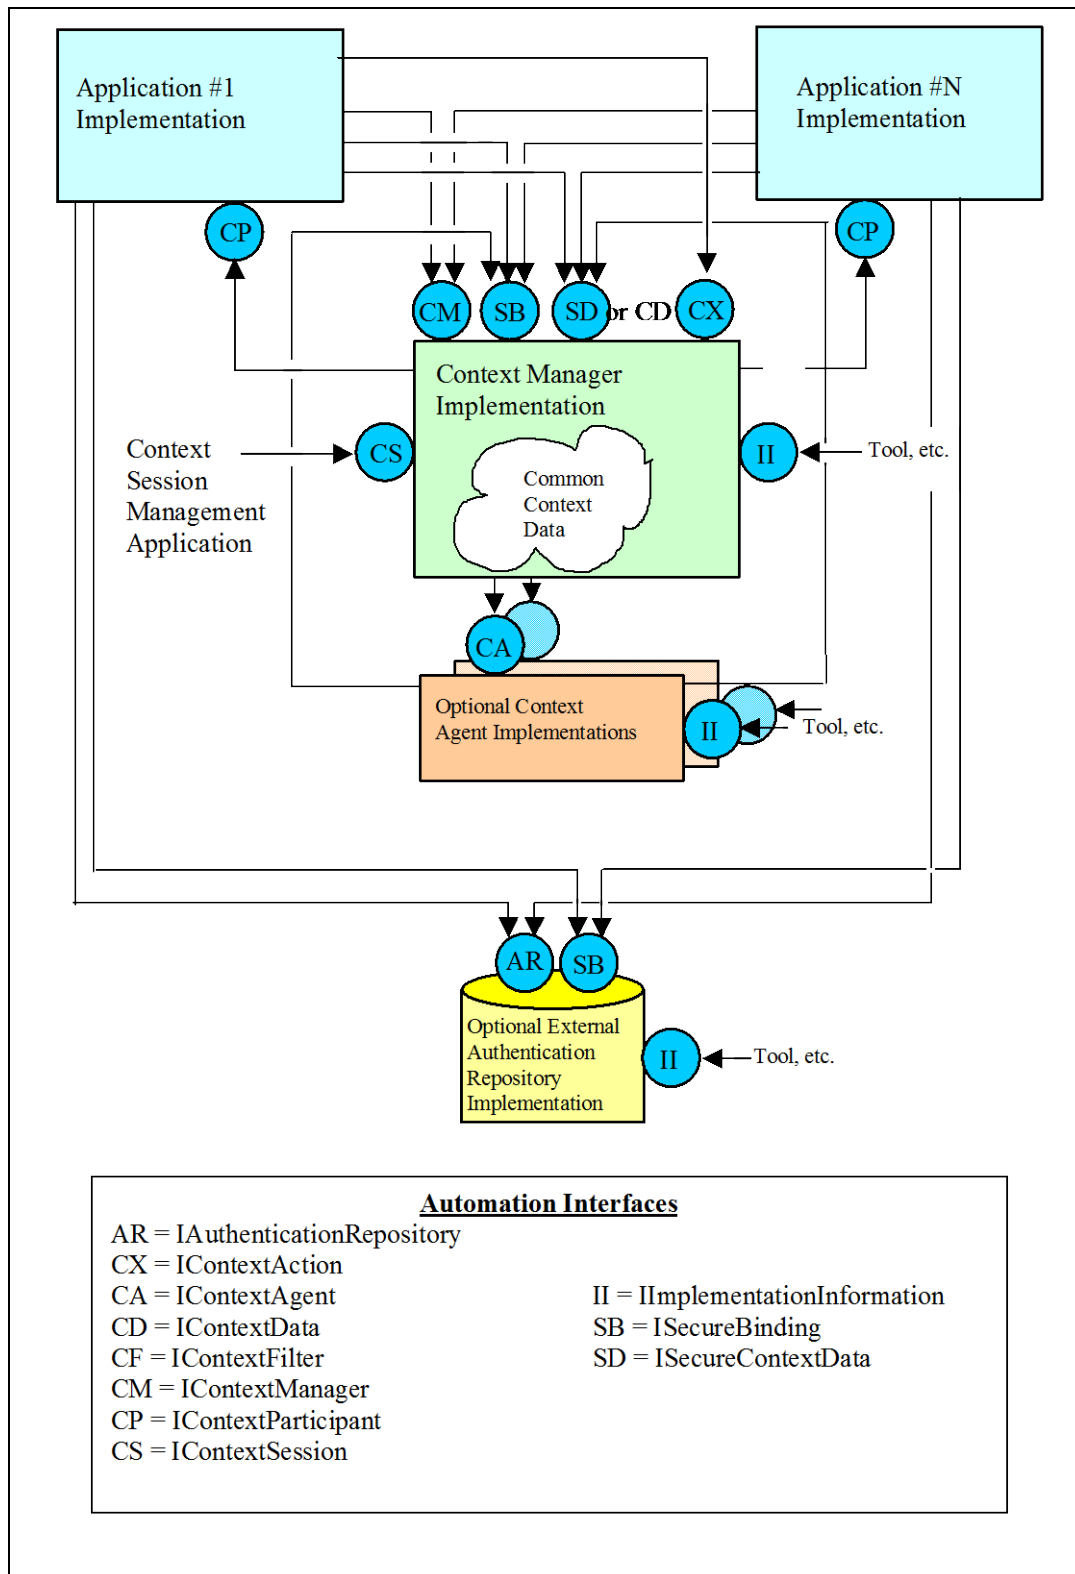 Application #1
Implementation
Application #N
Implementation
CP
CP
CM
SB
SD or CD
CX
Context Manager
Implementation
CS
II
Tool, etc.
Context
Session
Management
Application
Common
Context
Data
CA
Optional Context
Agent Implementations
II
Tool, etc.
AR
SB
Optional External
Authentication
Repository
Implementation
II
Tool, etc.
Automation Interfaces
AR = IAuthenticationRepository
CX = IContextAction
CA = IContextAgent
CD = IContextData
CF = IContextFilter
CM = IContextManager
CP = IContextParticipant
CS = IContextSession
II = IImplementationInformation
SB = ISecureBinding
SD = ISecureContextData